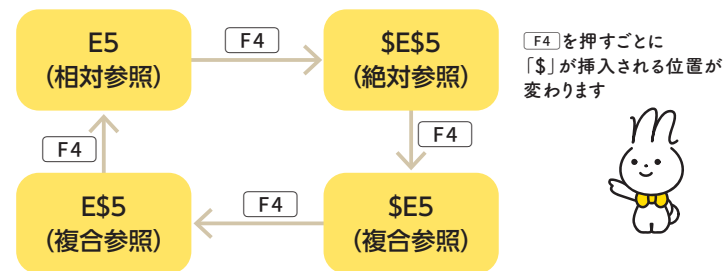 E5
(相対参照)
F4
$E$5
(絶対参照)
F4を押すごとに
「$」が挿入される位置が
変わります
F4
F4
E$5
(複合参照)
F4
$E5
(複合参照)